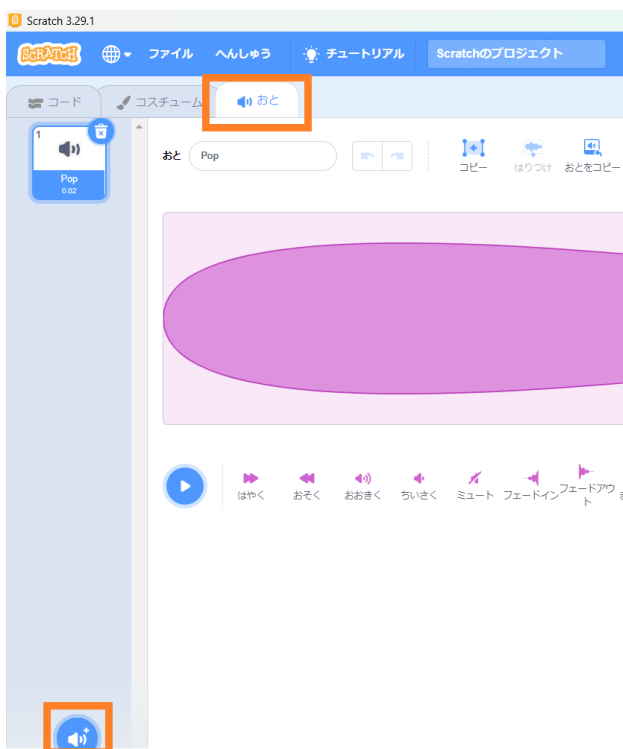 Scratch 3.29.1
SCRATCH ファイル へんしゅう チュートリアル Scratchのプロジェクト
コード コスチューム おと
1
Pop
0.02
おと Pop コピー はりつけ おとをコピー
はやく おそく おおきく ちいさく ミュート フェードイン フェードアウト